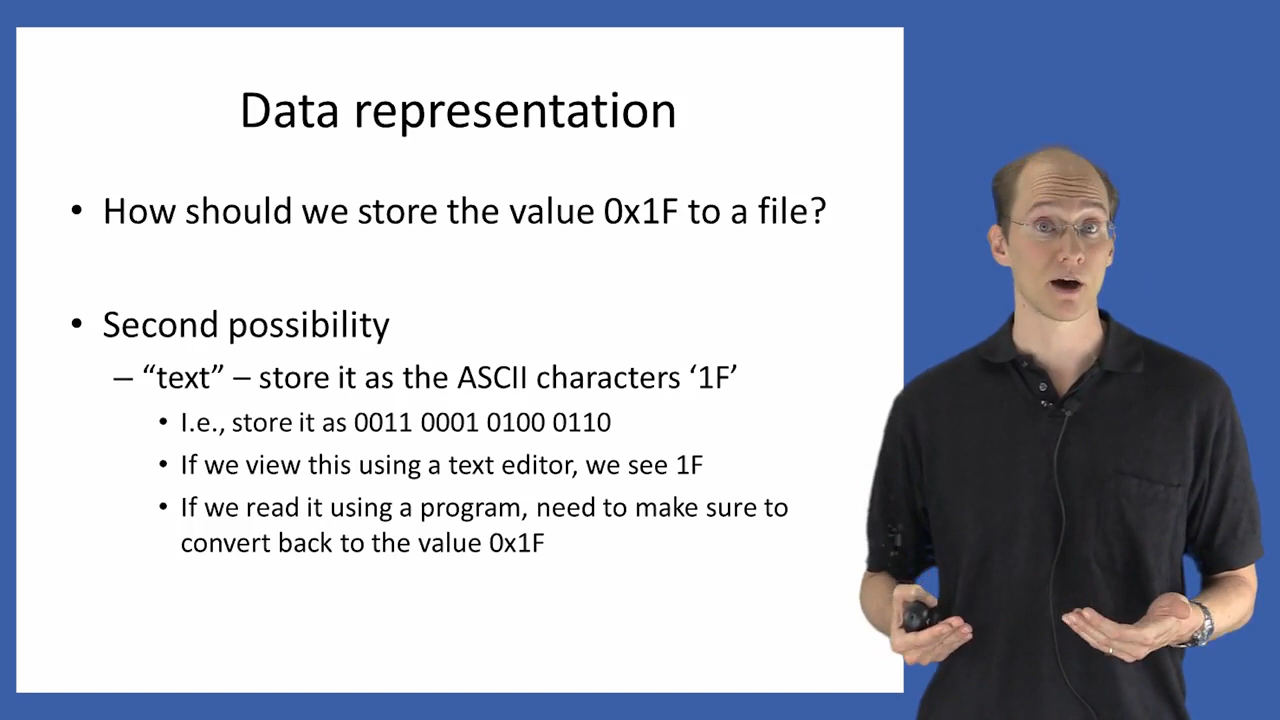 Data representation
• How should we store the value 0x1F to a file?
• Second possibility
– “text” – store it as the ASCII characters ‘1F’
• I.e., store it as 0011 0001 0100 0110
• If we view this using a text editor, we see 1F
• If we read it using a program, need to make sure to
convert back to the value 0x1F